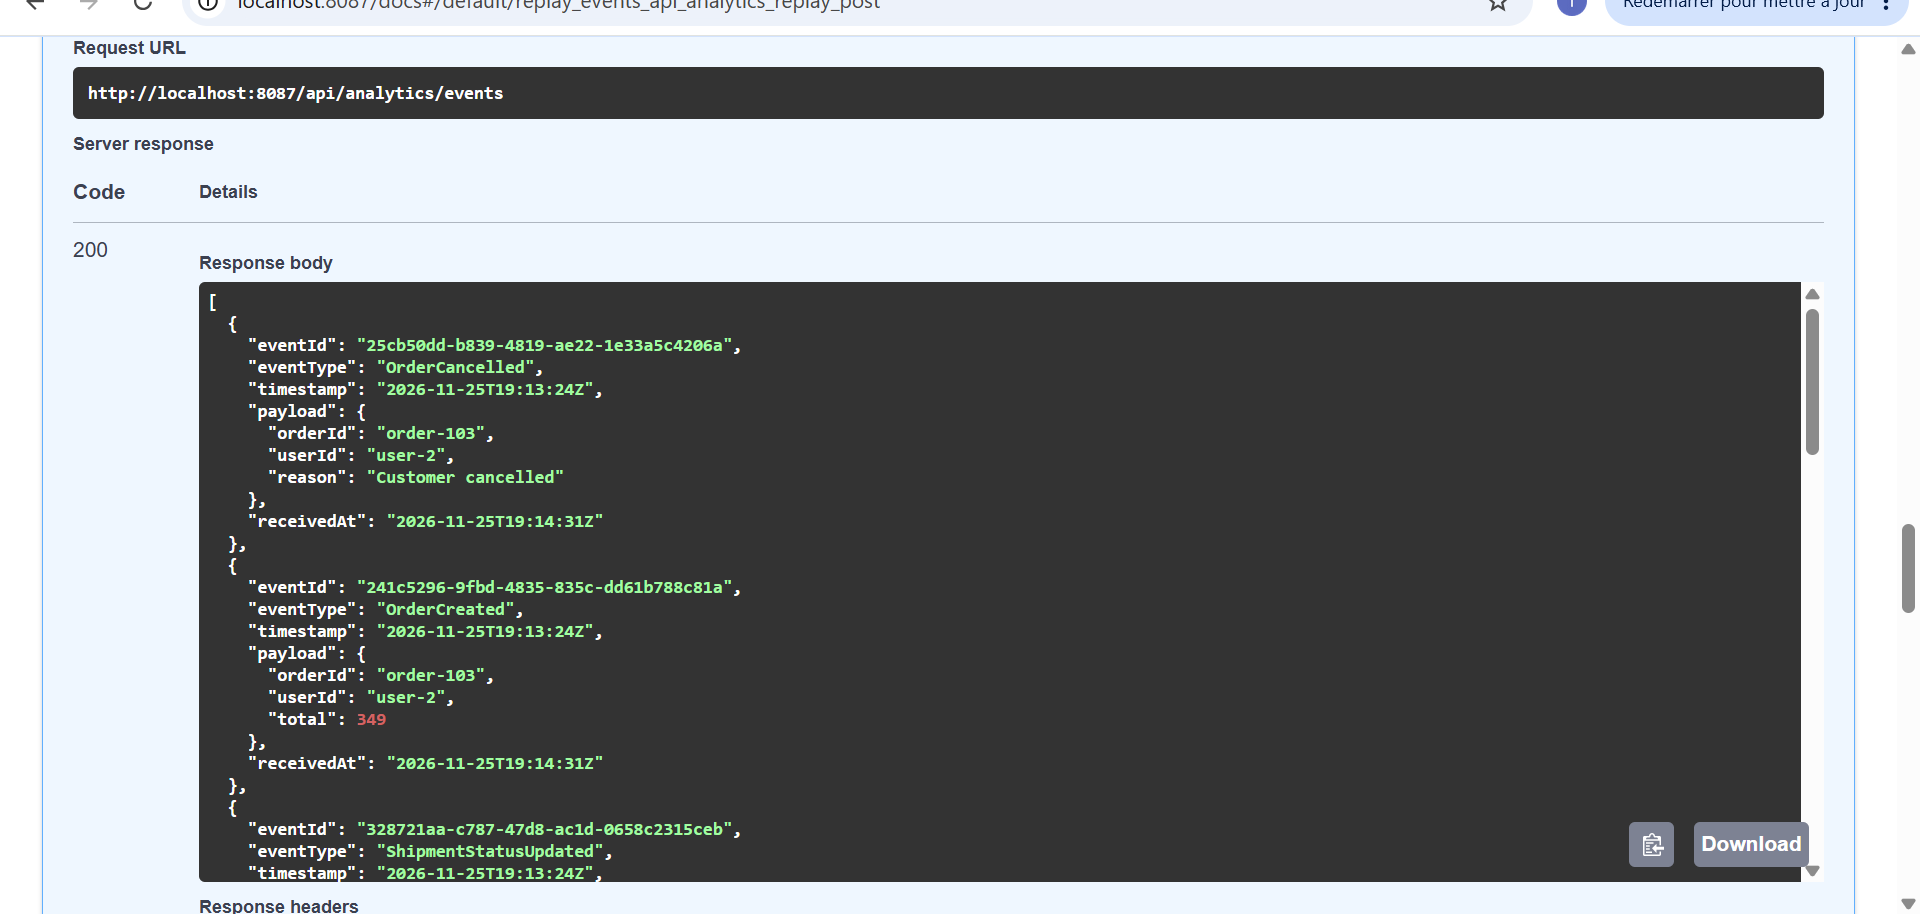 localhost:8087/docs#/default/replay_events_api_analytics_replay_post
Redémarrer pour mettre à jour
Request URL
http://localhost:8087/api/analytics/events
Server response
Code Details
200
Response body
[
{
"eventId": "25cb50dd-b839-4819-ae22-1e33a5c4206a",
"eventType": "OrderCancelled",
"timestamp": "2026-11-25T19:13:24Z",
"payload": {
"orderId": "order-103",
"userId": "user-2",
"reason": "Customer cancelled"
},
"receivedAt": "2026-11-25T19:14:31Z"
},
{
"eventId": "241c5296-9fbd-4835-835c-dd61b788c81a",
"eventType": "OrderCreated",
"timestamp": "2026-11-25T19:13:24Z",
"payload": {
"orderId": "order-103",
"userId": "user-2",
"total": 349
},
"receivedAt": "2026-11-25T19:14:31Z"
},
{
"eventId": "328721aa-c787-47d8-ac1d-0658c2315ceb",
"eventType": "ShipmentStatusUpdated",
"timestamp": "2026-11-25T19:13:24Z",
Download
Response headers